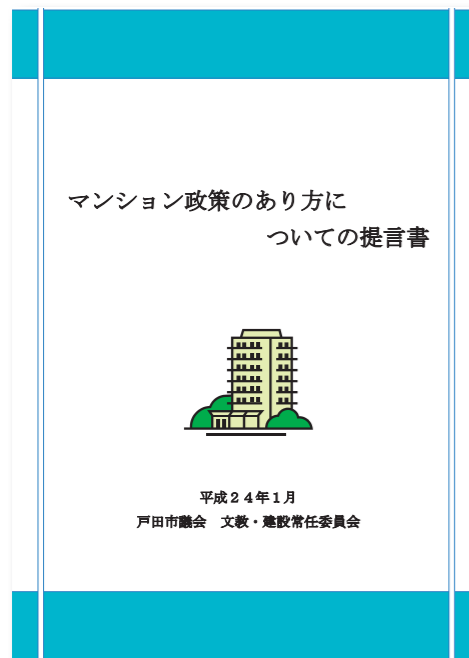 マンション政策のあり方に
ついての提言書
平成２４年１月
戸田市議会　文教・建設常任委員会